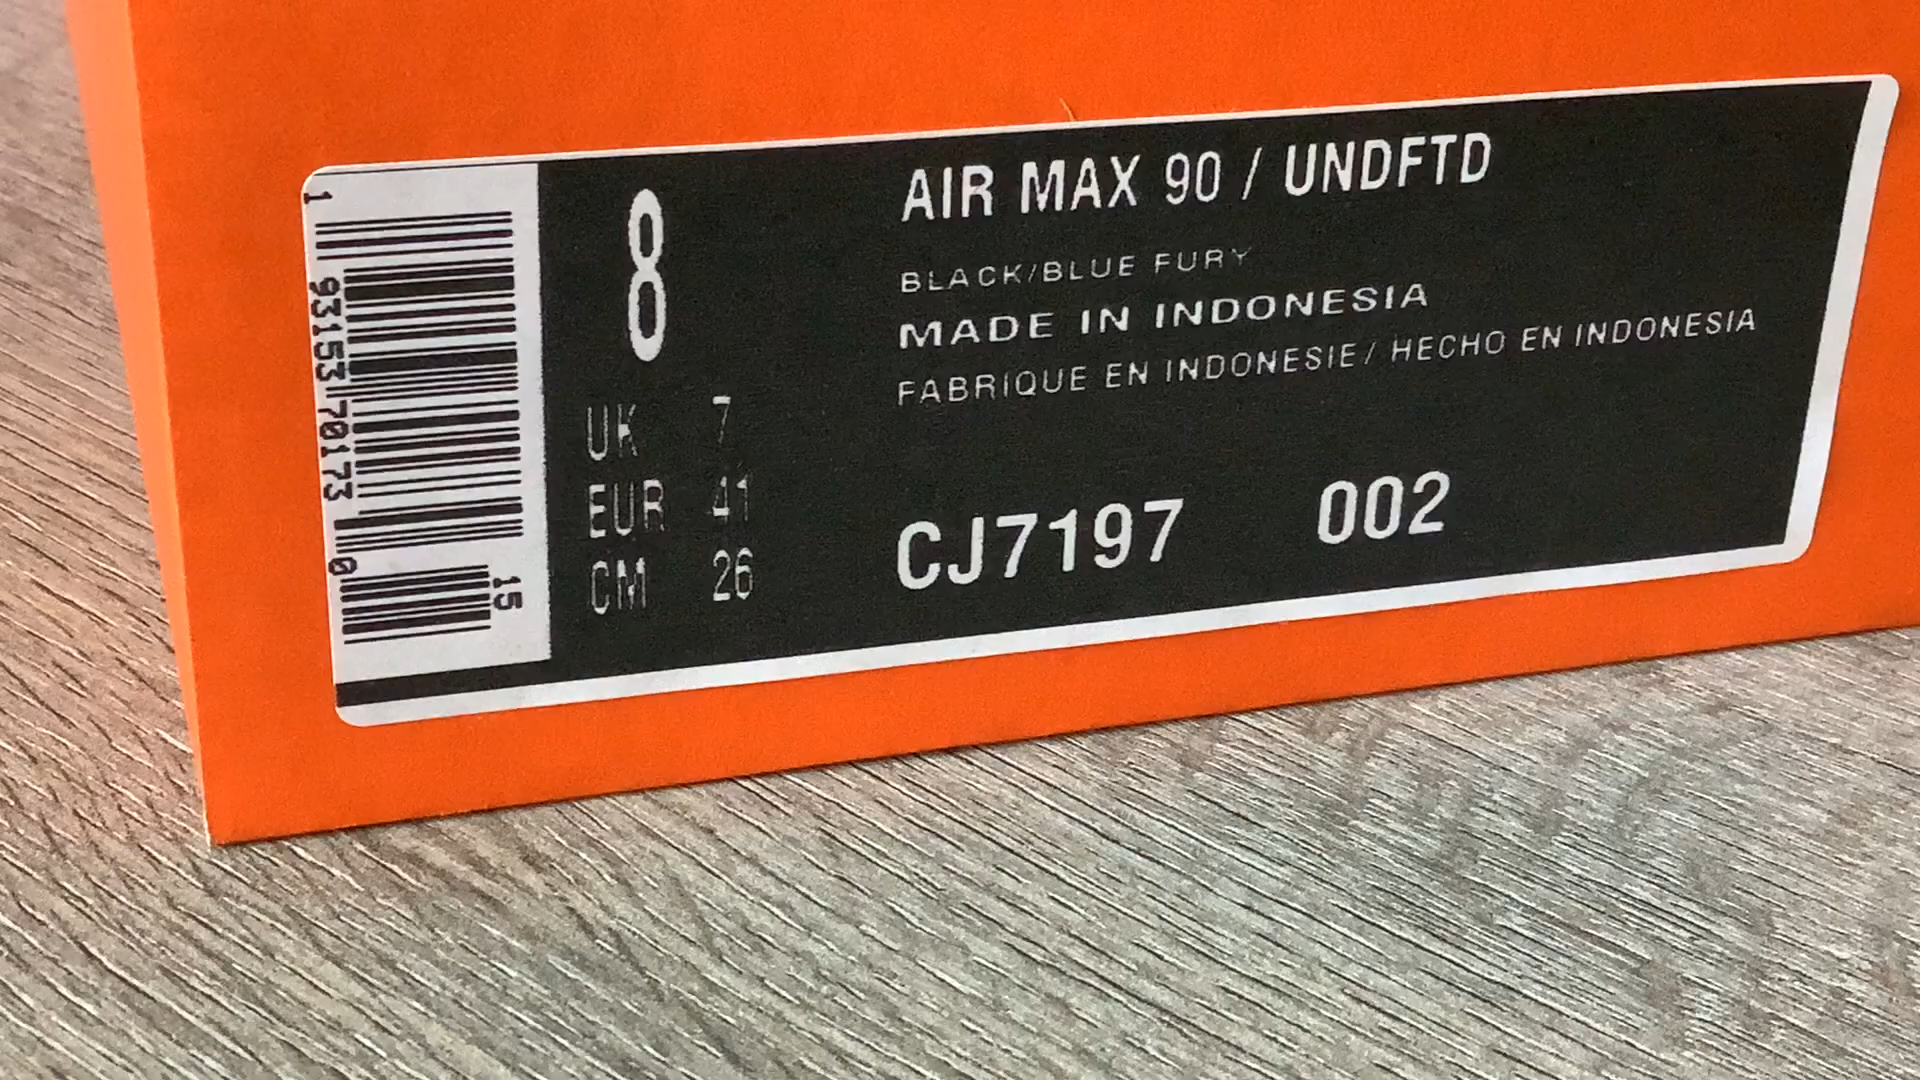 1 93153 70173 0
15
8
UK 7
EUR 41
CM 26
AIR MAX 90 / UNDFTD
BLACK/BLUE FURY
MADE IN INDONESIA
FABRIQUE EN INDONESIE / HECHO EN INDONESIA
CJ7197 002